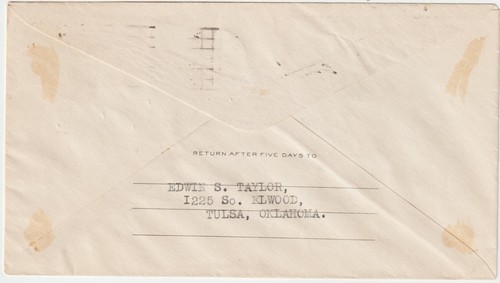 RETURN AFTER FIVE DAYS TO
EDWIN S. TAYLOR,
1225 So. ELWOOD,
TULSA, OKLAHOMA.